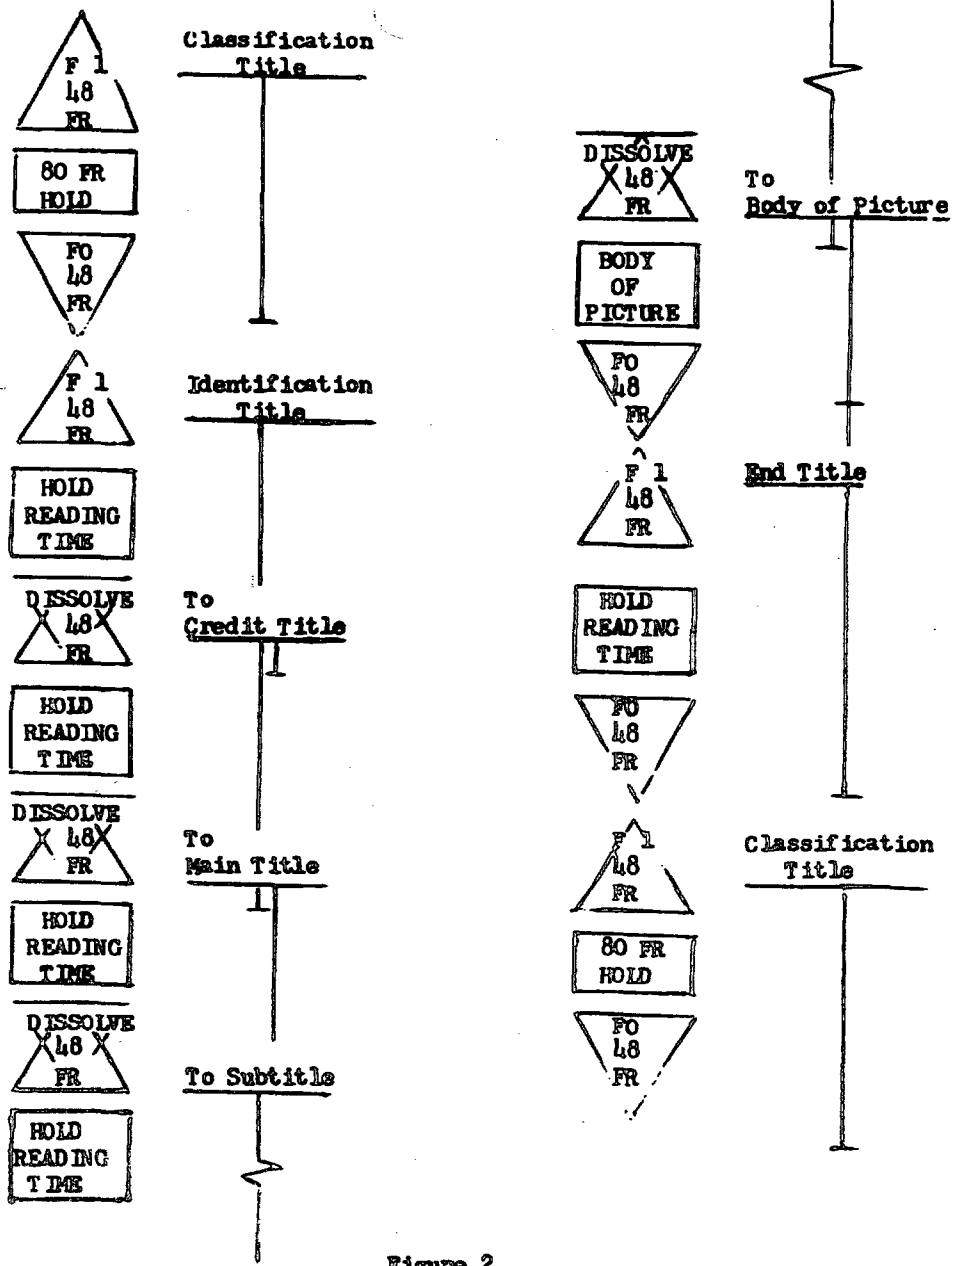 Classification
Title
F 1
48
FR
80 FR
HOLD
FO
48
FR
Identification
Title
F 1
48
FR
HOLD
READING
TIME
DISSOLVE
48
FR
To
Credit Title
HOLD
READING
TIME
DISSOLVE
48
FR
To
Main Title
HOLD
READING
TIME
DISSOLVE
48
FR
To Subtitle
HOLD
READING
TIME
DISSOLVE
48
FR
To
Body of Picture
BODY
OF
PICTURE
FO
48
FR
F 1
48
FR
End Title
HOLD
READING
TIME
FO
48
FR
F 1
48
FR
Classification
Title
80 FR
HOLD
FO
48
FR
Figure 2